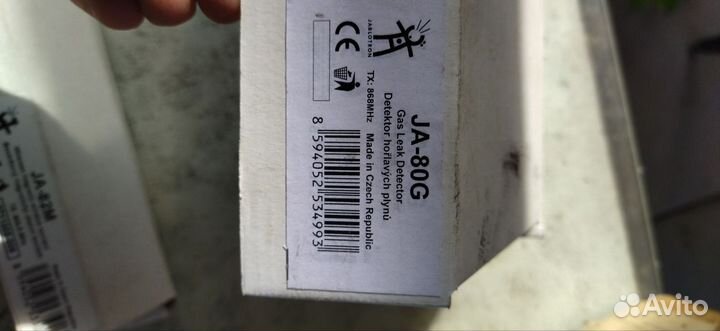 JABLOTRON
JA-80G
Gas Leak Detector
Detektor hořlavých plynů
TX: 868MHz Made in Czech Republic
8 594052 534993
JA-82M
Avito